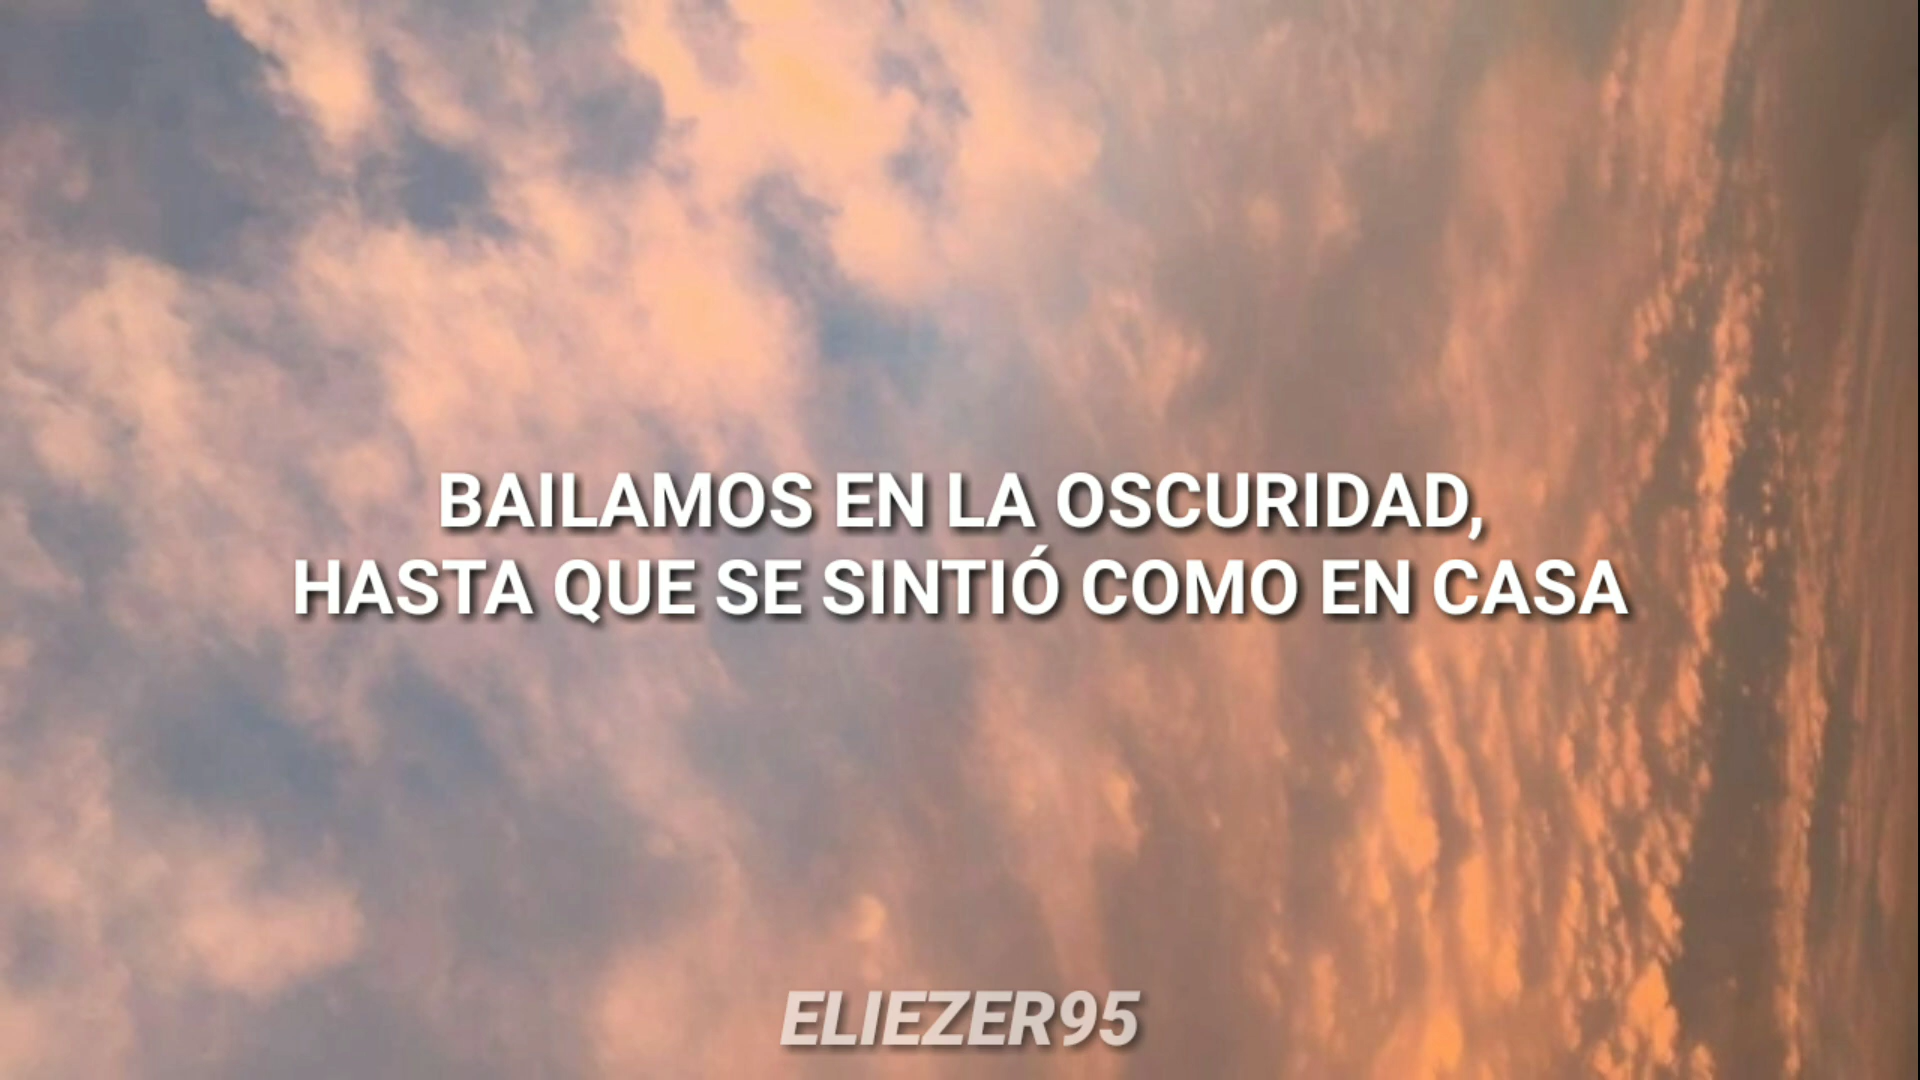 BAILAMOS EN LA OSCURIDAD,
HASTA QUE SE SINTIÓ COMO EN CASA
ELIEZER95